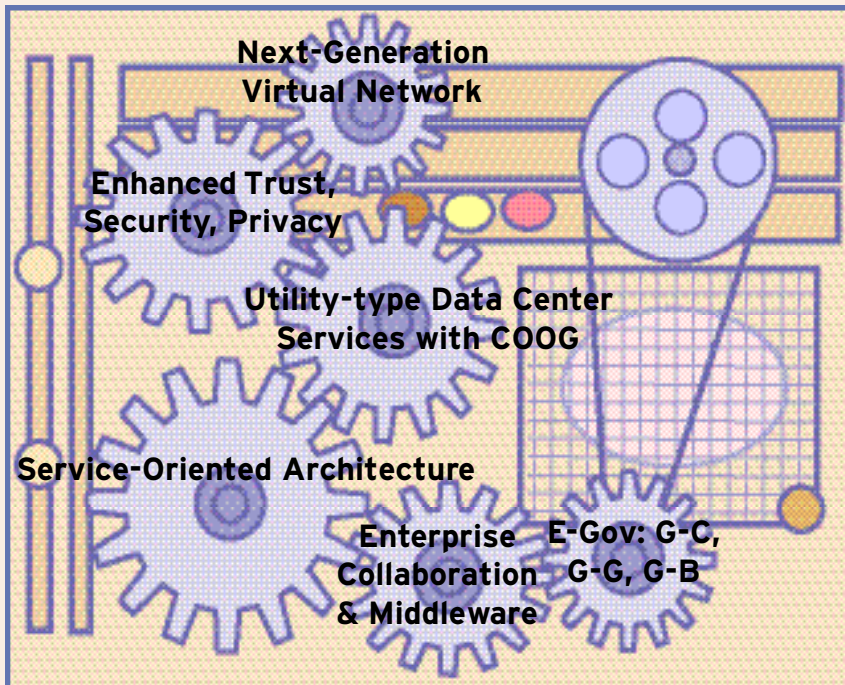 Next-Generation
Virtual Network
Enhanced Trust,
Security, Privacy
Utility-type Data Center
Services with COOG
Service-Oriented Architecture
Enterprise
Collaboration
& Middleware
E-Gov: G-C,
G-G, G-B